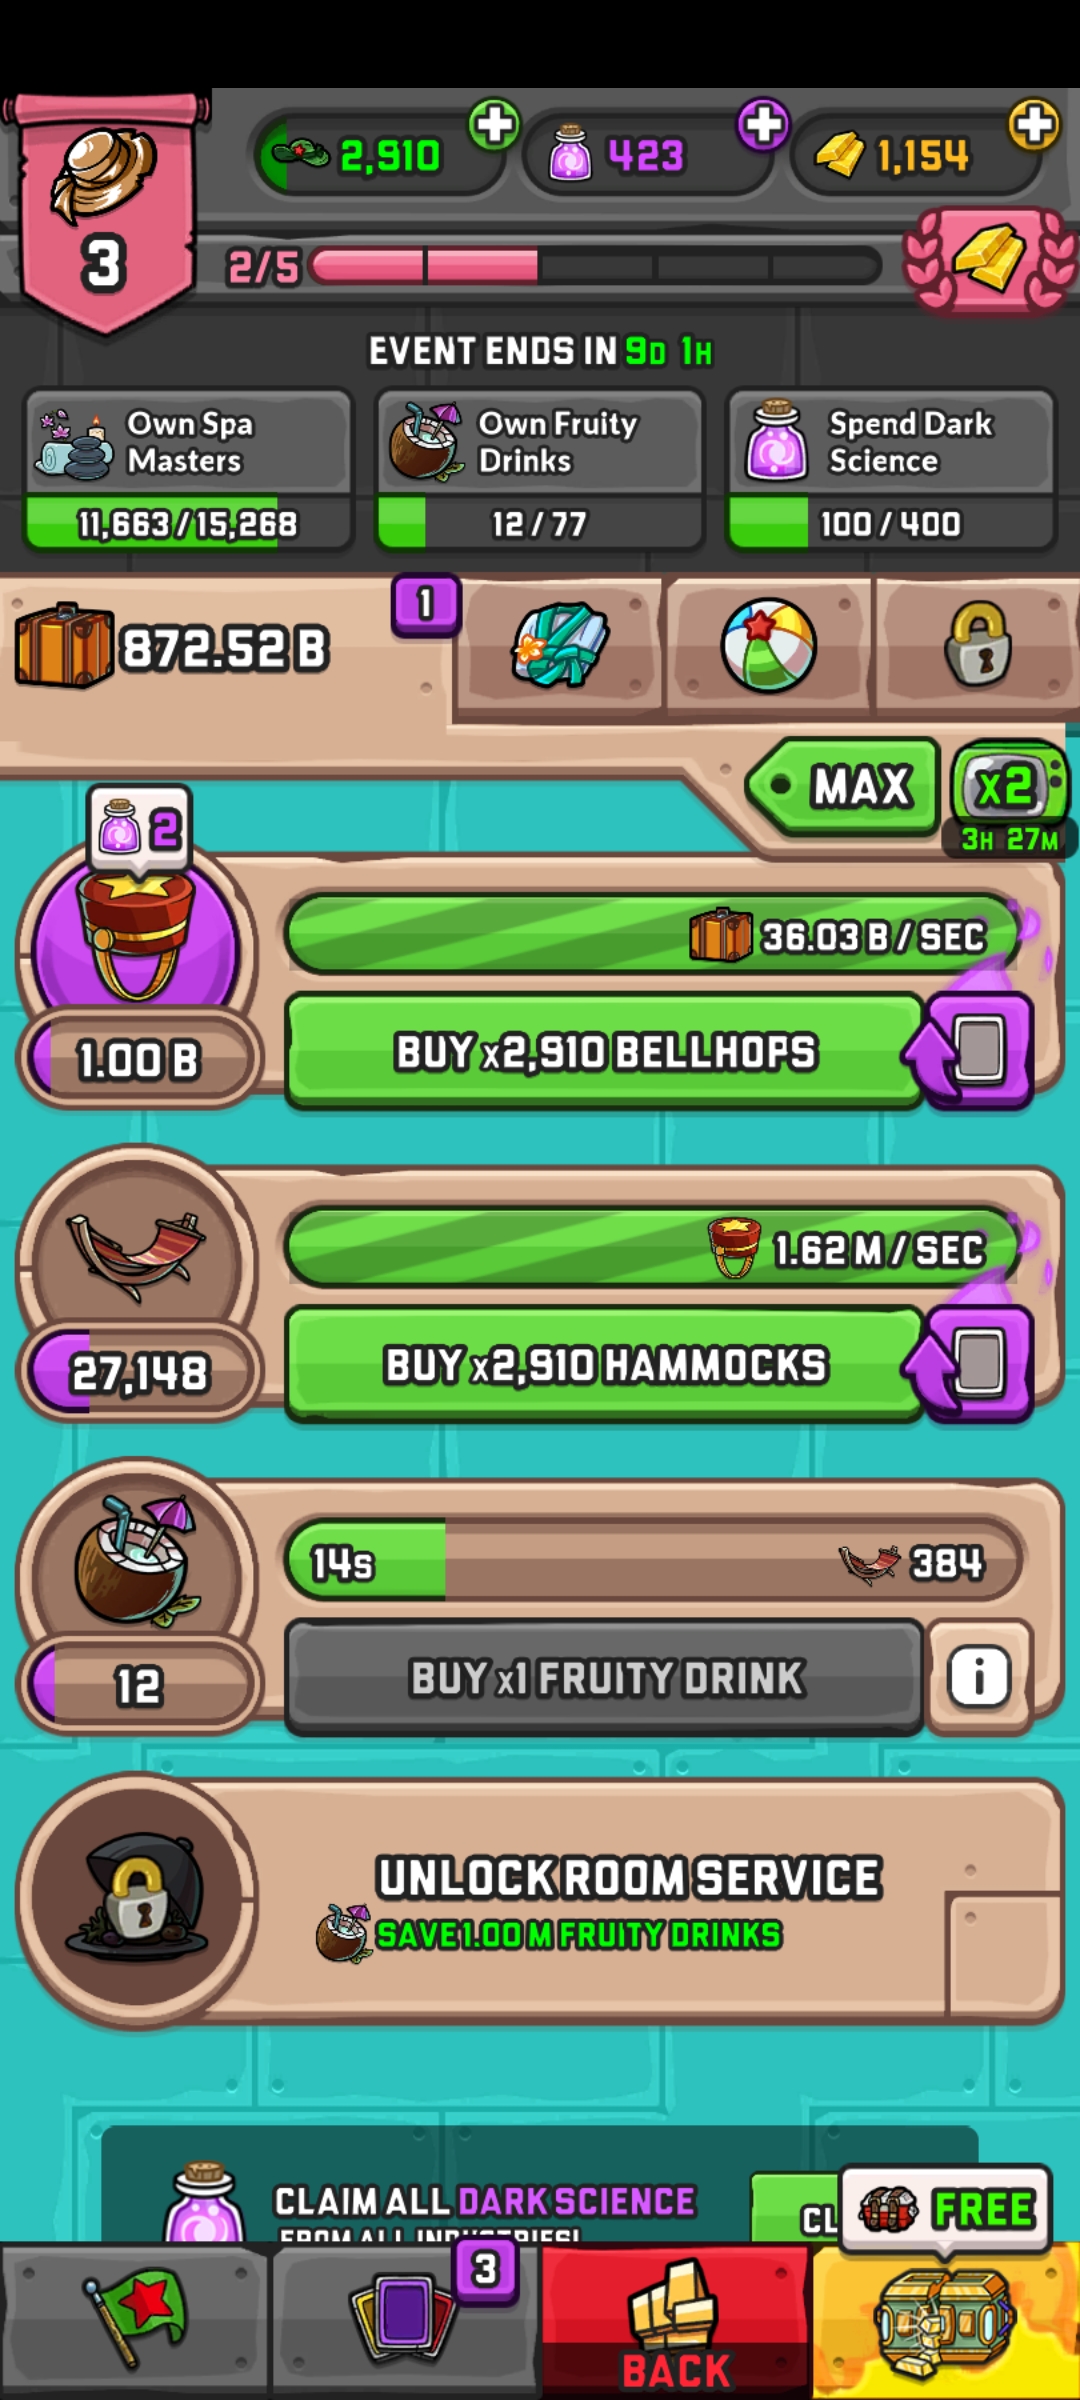 2,910
423
1,154
3
2/5
EVENT ENDS IN 9D 1H
Own Spa
Masters
11,663/15,268
Own Fruity
Drinks
12/77
Spend Dark
Science
100/400
872.52 B
1
MAX
x2
3H 27M
2
36.03 B / SEC
1.00 B
BUY x2,910 BELLHOPS
1.62 M / SEC
27,148
BUY x2,910 HAMMOCKS
14s
384
12
BUY x1 FRUITY DRINK
i
UNLOCK ROOM SERVICE
SAVE 1.00 M FRUITY DRINKS
CLAIM ALL DARK SCIENCE
FROM ALL INDUSTRIES!
CL
FREE
3
BACK